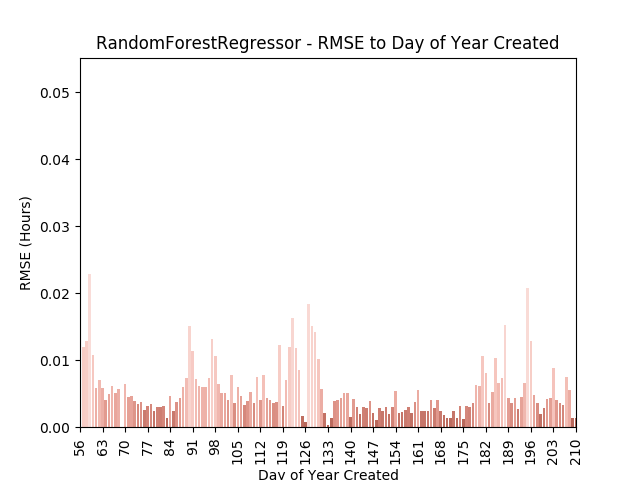 RandomForestRegressor - RMSE to Day of Year Created
0.05
0.04
0.03
0.02
0.01
0.00
RMSE (Hours)
56 63 70 77 84 91 98 105 112 119 126 133 140 147 154 161 168 175 182 189 196 203 210
Day of Year Created